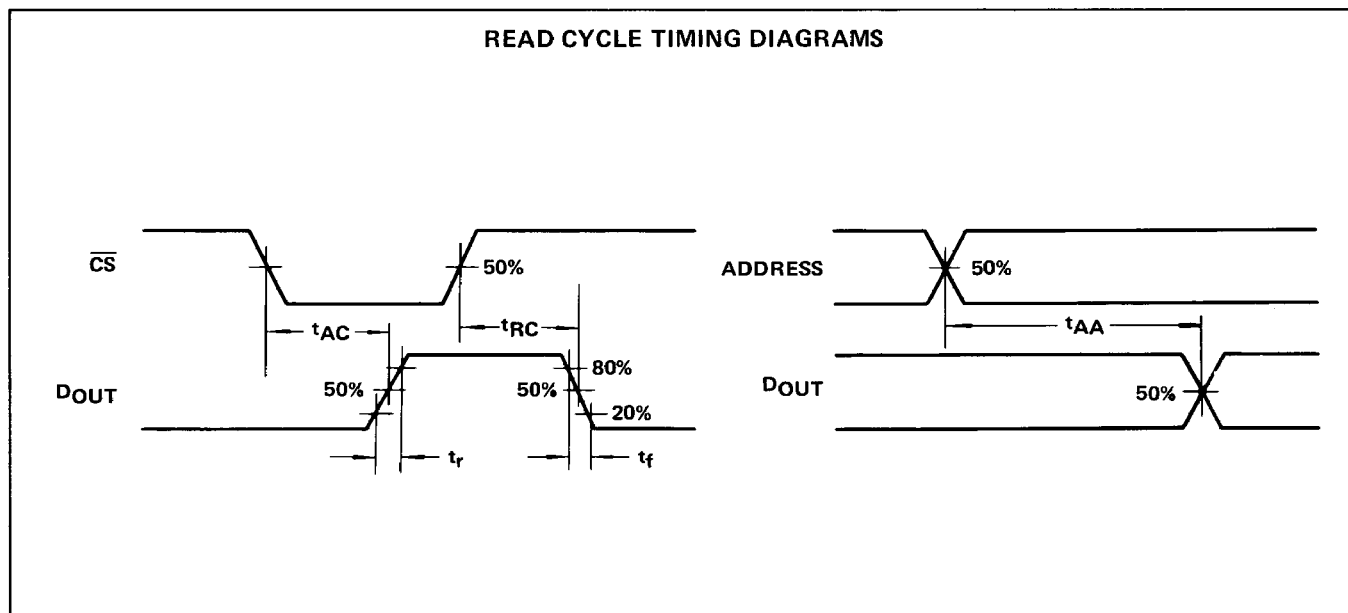 READ CYCLE TIMING DIAGRAMS
CS
50%
tAC
tRC
DOUT
50%
50%
80%
20%
tr
tf
ADDRESS
50%
tAA
DOUT
50%